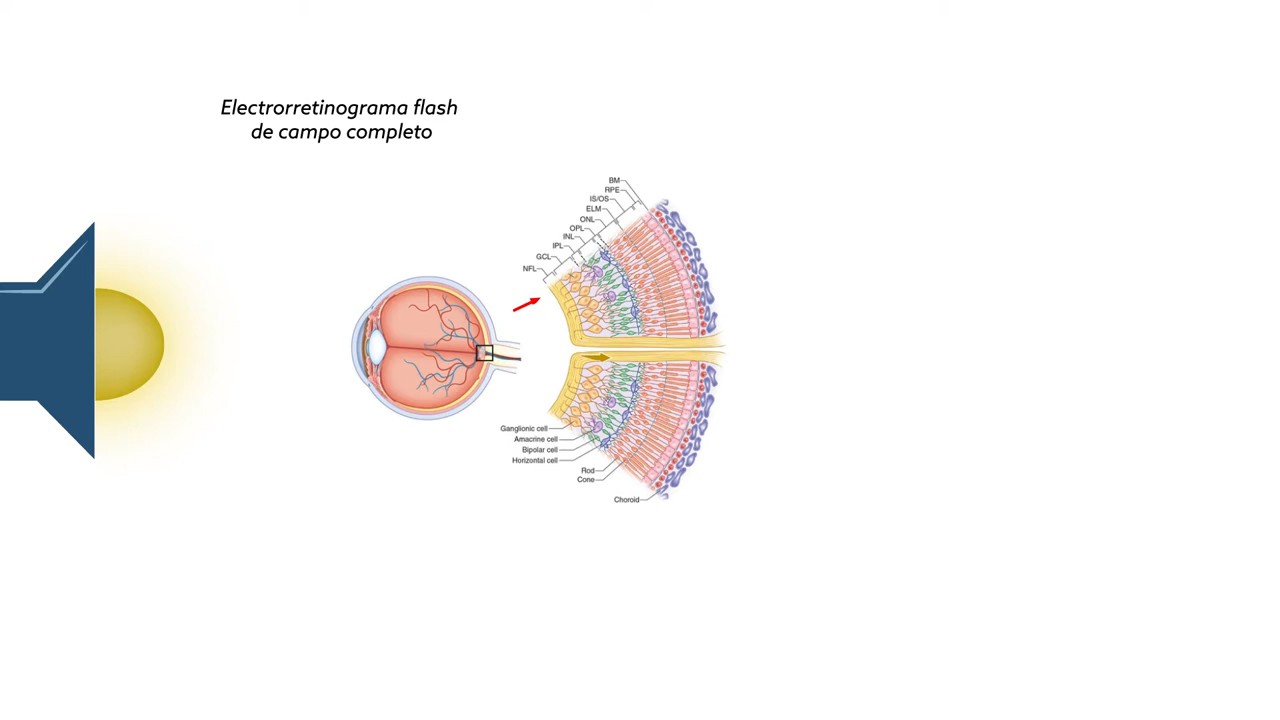 Electrorretinograma flash
de campo completo
BM
RPE
IS/OS
ELM
ONL
OPL
INL
IPL
GCL
NFL
Ganglionic cell
Amacrine cell
Bipolar cell
Horizontal cell
Rod
Cone
Choroid